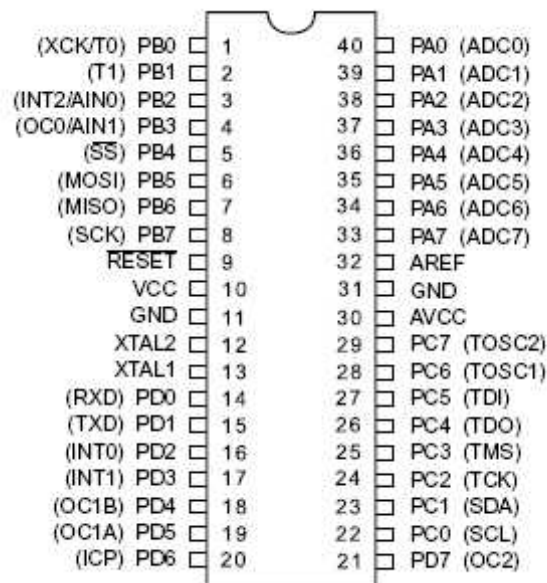 (XCK/T0) PB0 1 40 PA0 (ADC0)
(T1) PB1 2 39 PA1 (ADC1)
(INT2/AIN0) PB2 3 38 PA2 (ADC2)
(OC0/AIN1) PB3 4 37 PA3 (ADC3)
(SS) PB4 5 36 PA4 (ADC4)
(MOSI) PB5 6 35 PA5 (ADC5)
(MISO) PB6 7 34 PA6 (ADC6)
(SCK) PB7 8 33 PA7 (ADC7)
RESET 9 32 AREF
VCC 10 31 GND
GND 11 30 AVCC
XTAL2 12 29 PC7 (TOSC2)
XTAL1 13 28 PC6 (TOSC1)
(RXD) PD0 14 27 PC5 (TDI)
(TXD) PD1 15 26 PC4 (TDO)
(INT0) PD2 16 25 PC3 (TMS)
(INT1) PD3 17 24 PC2 (TCK)
(OC1B) PD4 18 23 PC1 (SDA)
(OC1A) PD5 19 22 PC0 (SCL)
(ICP) PD6 20 21 PD7 (OC2)